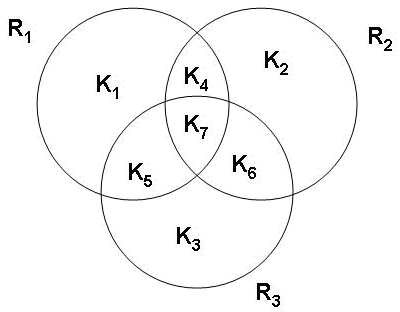 R₁
R₂
K₁
K₄
K₂
K₇
K₅
K₆
K₃
R₃